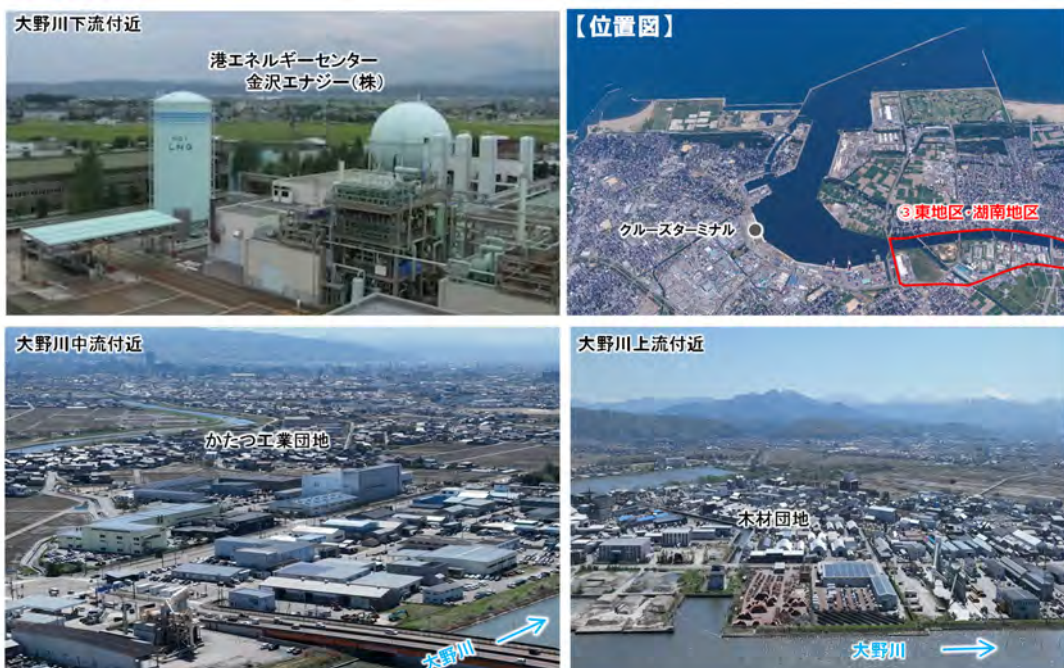 大野川下流付近
港エネルギーセンター
金沢エナジー(株)
LNG
【位置図】
クルーズターミナル
③東地区・湖南地区
大野川中流付近
かたつ工業団地
大野川
大野川上流付近
木材団地
大野川